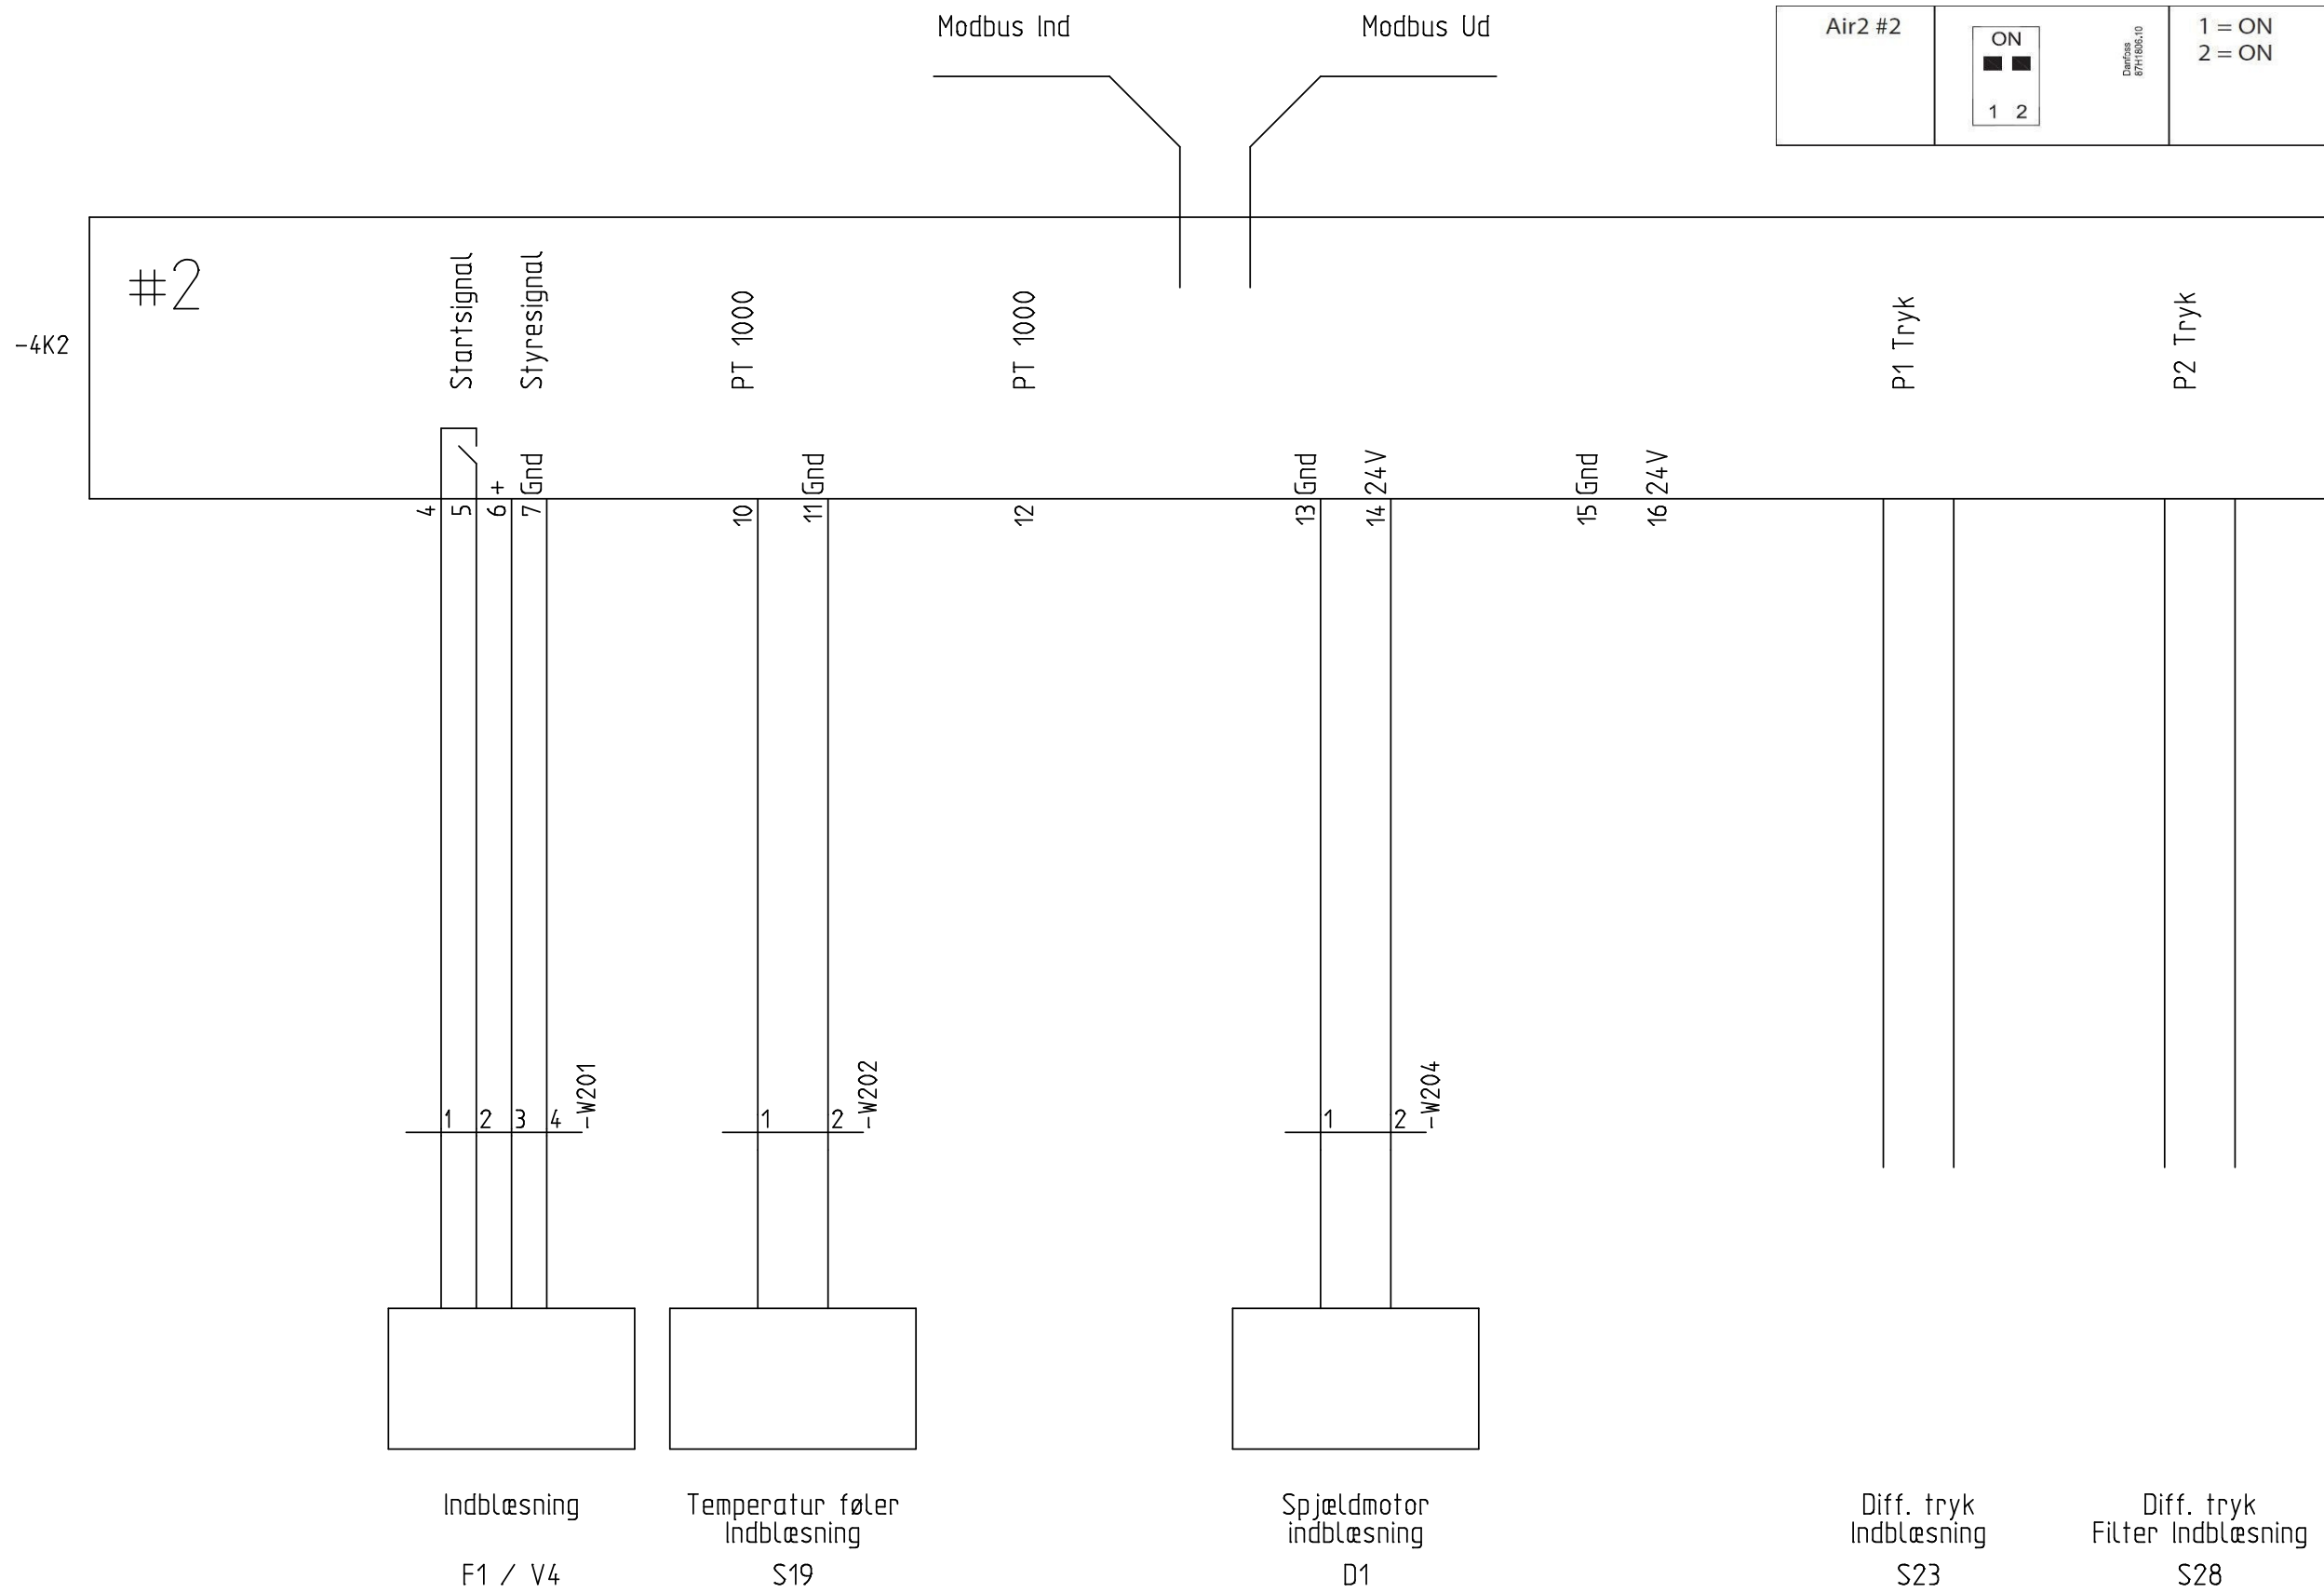 Modbus Ind
Modbus Ud
Air2 #2
ON
1 2
Danfoss
87H1806.10
1 = ON
2 = ON
#2
-4K2
Startsignal
Styresignal
PT 1000
PT 1000
P1 Tryk
P2 Tryk
+
Gnd
Gnd
Gnd
24V
Gnd
24V
4
5
6
7
10
11
12
13
14
15
16
1
2
3
4
-W201
1
2
-W202
1
2
-W204
Indblæsning
F1 / V4
Temperatur føler
Indblæsning
S19
Spjældmotor
indblæsning
D1
Diff. tryk
Indblæsning
S23
Diff. tryk
Filter Indblæsning
S28